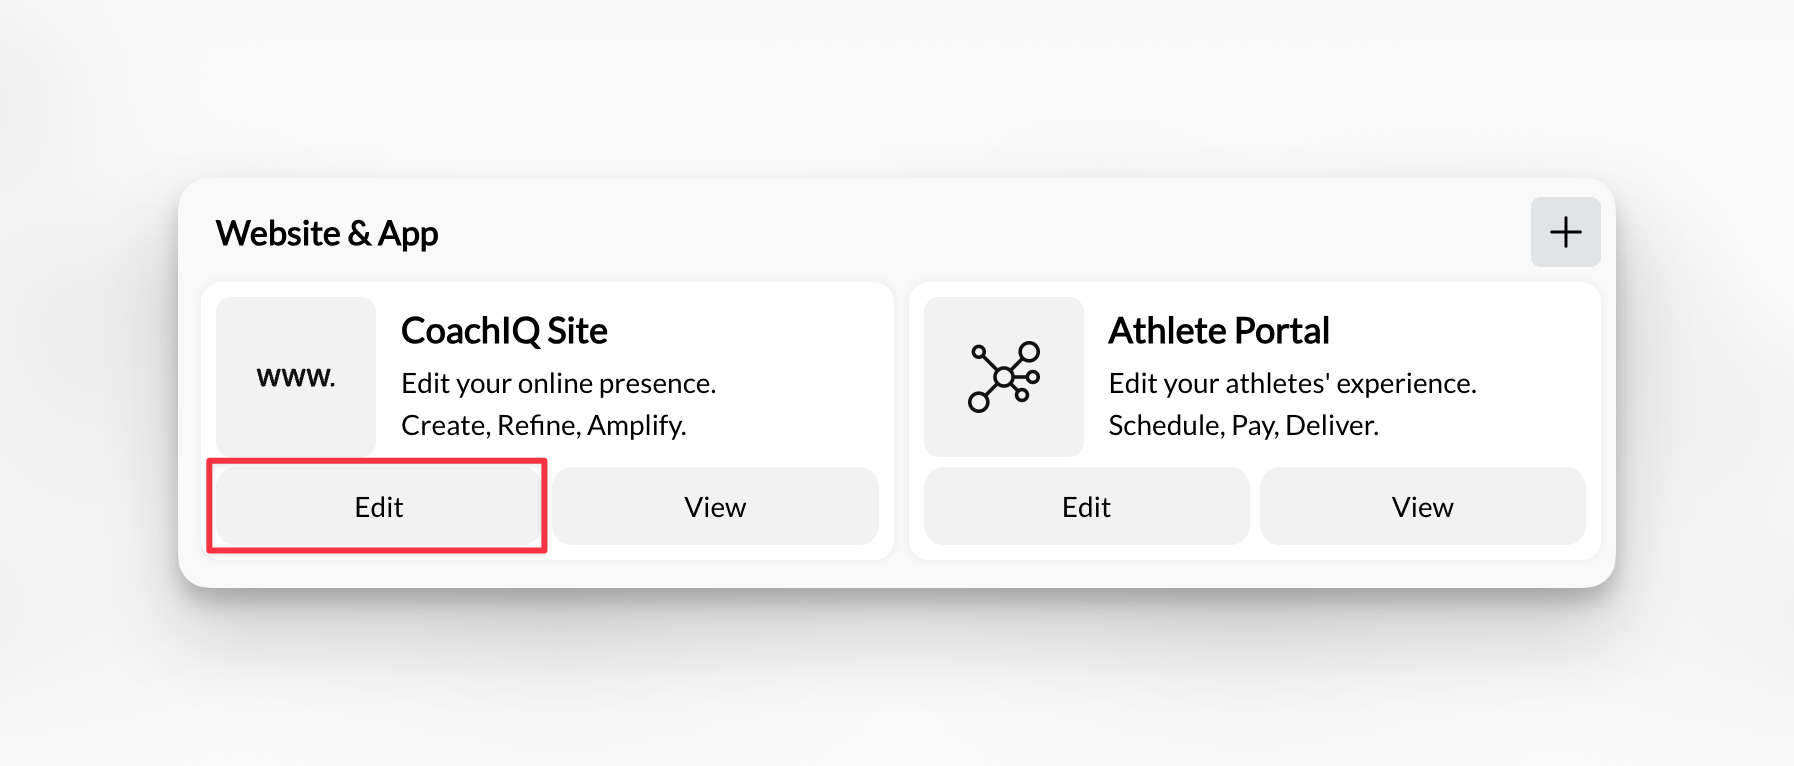 Website & App
www.
CoachIQ Site
Edit your online presence.
Create, Refine, Amplify.
Edit
View
Athlete Portal
Edit your athletes' experience.
Schedule, Pay, Deliver.
Edit
View